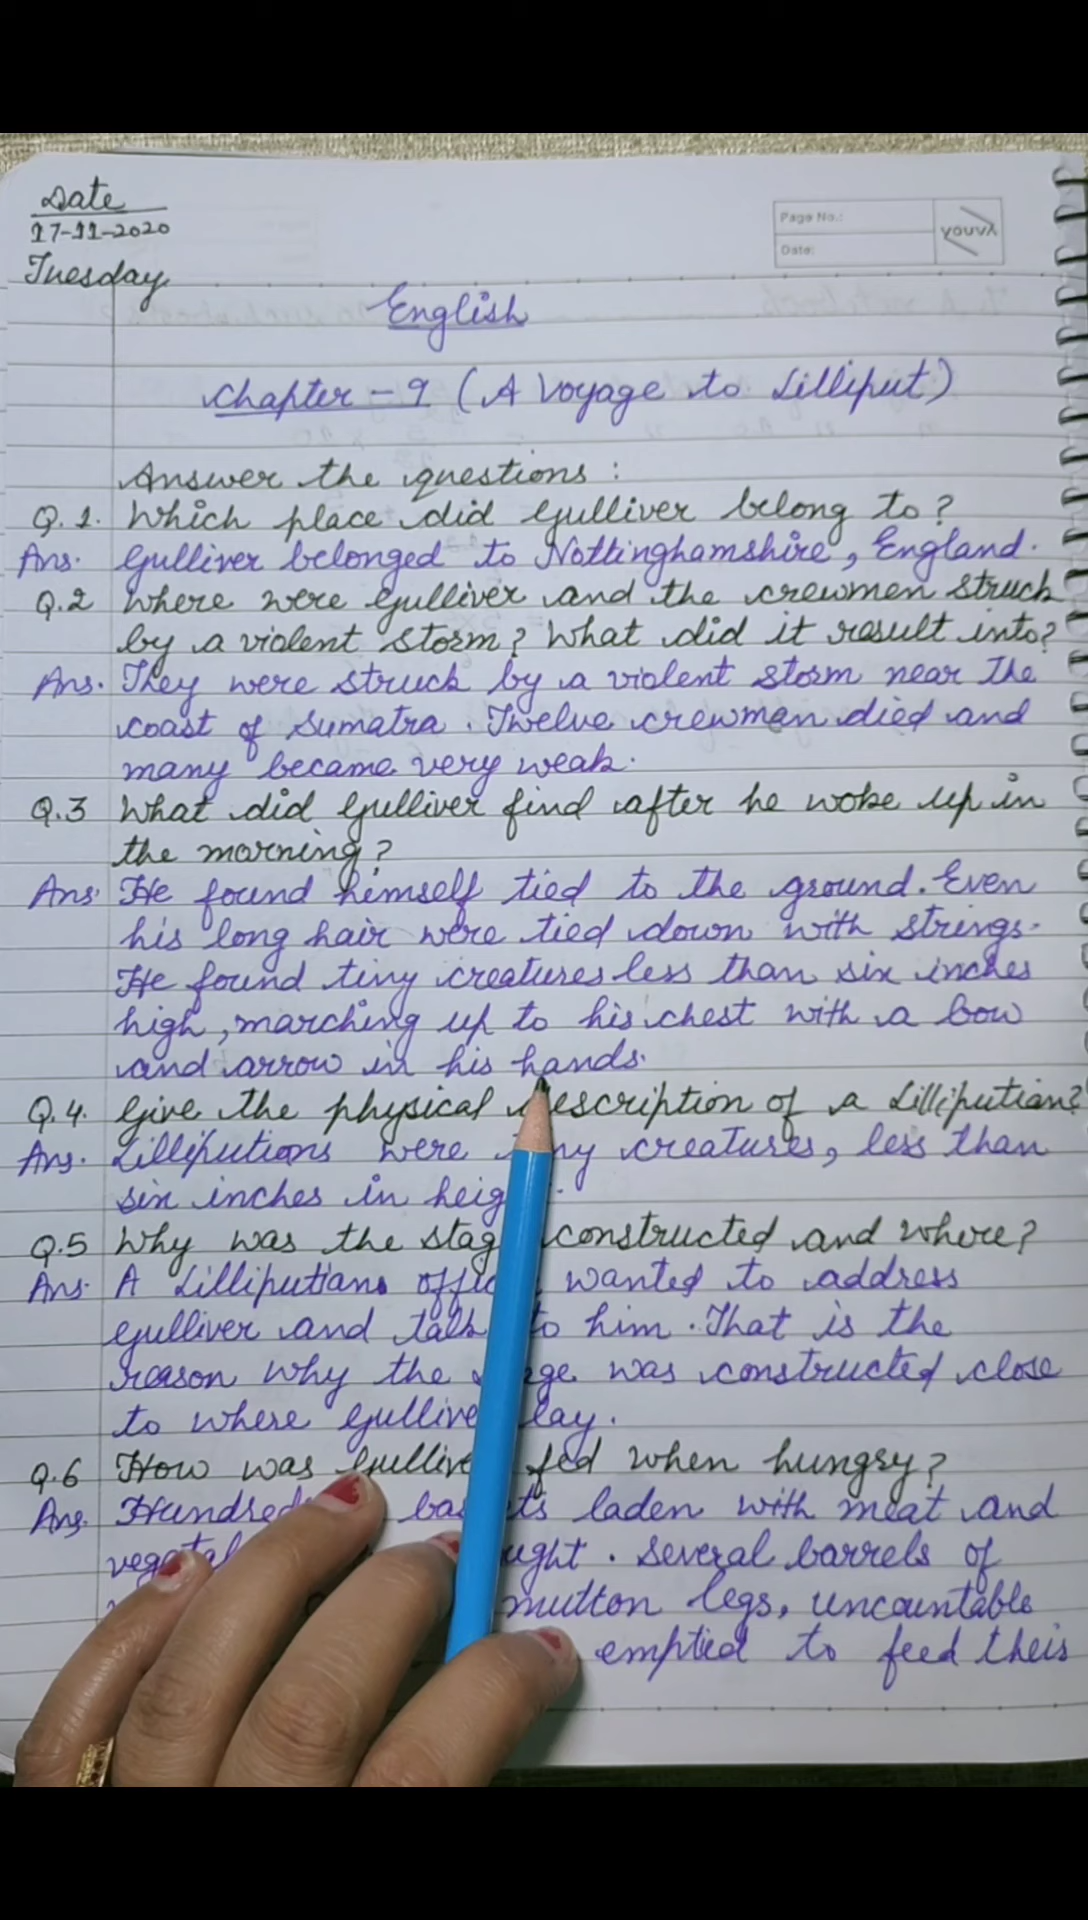 Date
17-11-2020
Tuesday
Page No.:
Date:
youva
English
Chapter - 9 (A Voyage to Lilliput)
Answer the questions :
Q.1. Which place did Gulliver belong to?
Ans. Gulliver belonged to Nottinghamshire, England.
Q.2 Where were Gulliver and the crewmen struck
by a violent storm? What did it result into?
Ans. They were struck by a violent storm near the
coast of Sumatra. Twelve crewmen died and
many became very weak.
Q.3 What did Gulliver find after he woke up in
the morning?
Ans. He found himself tied to the ground. Even
his long hair were tied down with strings.
He found tiny creatures less than six inches
high, marching up to his chest with a bow
and arrow in his hands.
Q.4. Give the physical description of a Lilliputian?
Ans. Lilliputions were creatures, less than
six inches in
Q.5 Why was the constructed and where?
Ans. A Lilliputians wanted to address
Gulliver and talk to him. That is the
reason why the was constructed close
to where Gulliver lay.
Q.6 How was Gulliver fed when hungry?
Ans. laden with meat and
. Several barrels of
mutton legs, uncountable
emptied to feed theis